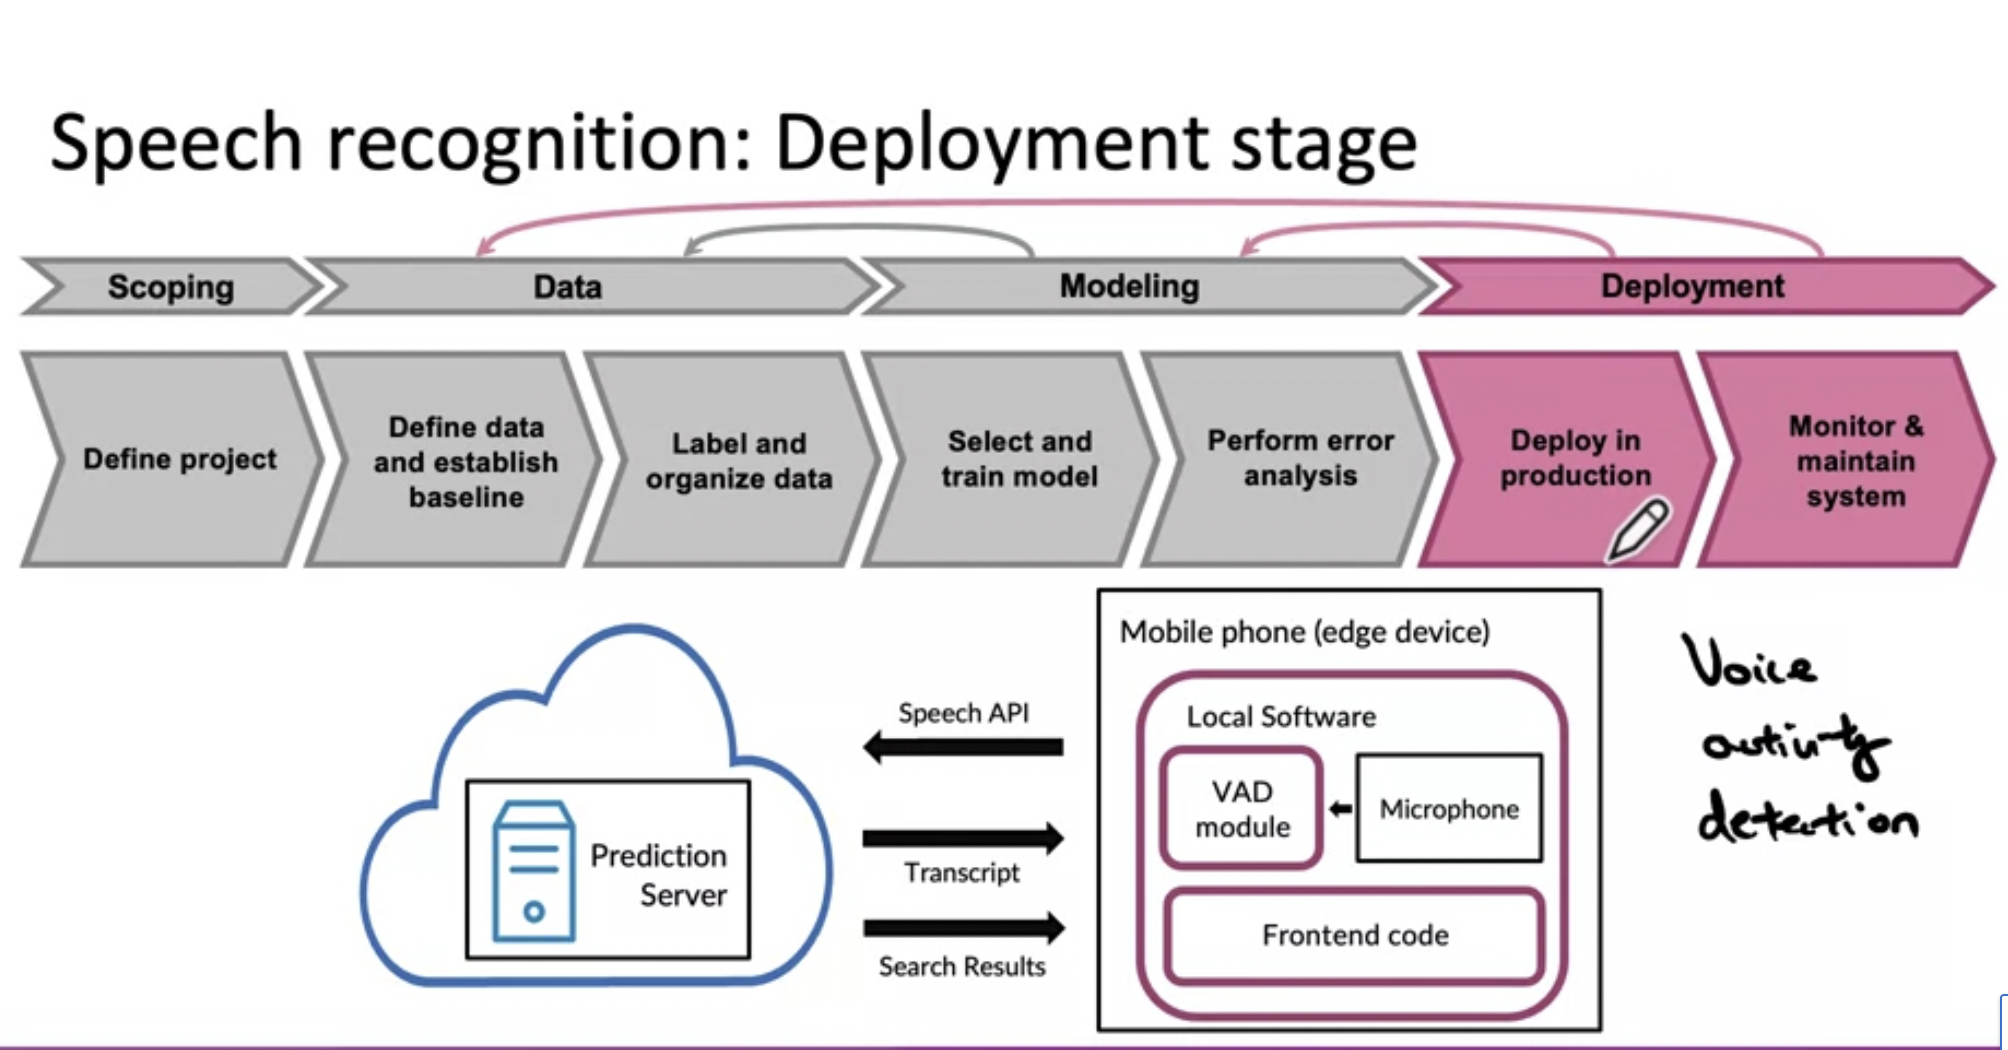 Speech recognition: Deployment stage
Scoping
Data
Modeling
Deployment
Define project
Define data
and establish
baseline
Label and
organize data
Select and
train model
Perform error
analysis
Deploy in
production
Monitor &
maintain
system
Prediction
Server
Speech API
Transcript
Search Results
Mobile phone (edge device)
Local Software
VAD
module
Microphone
Frontend code
Voice
activity
detection